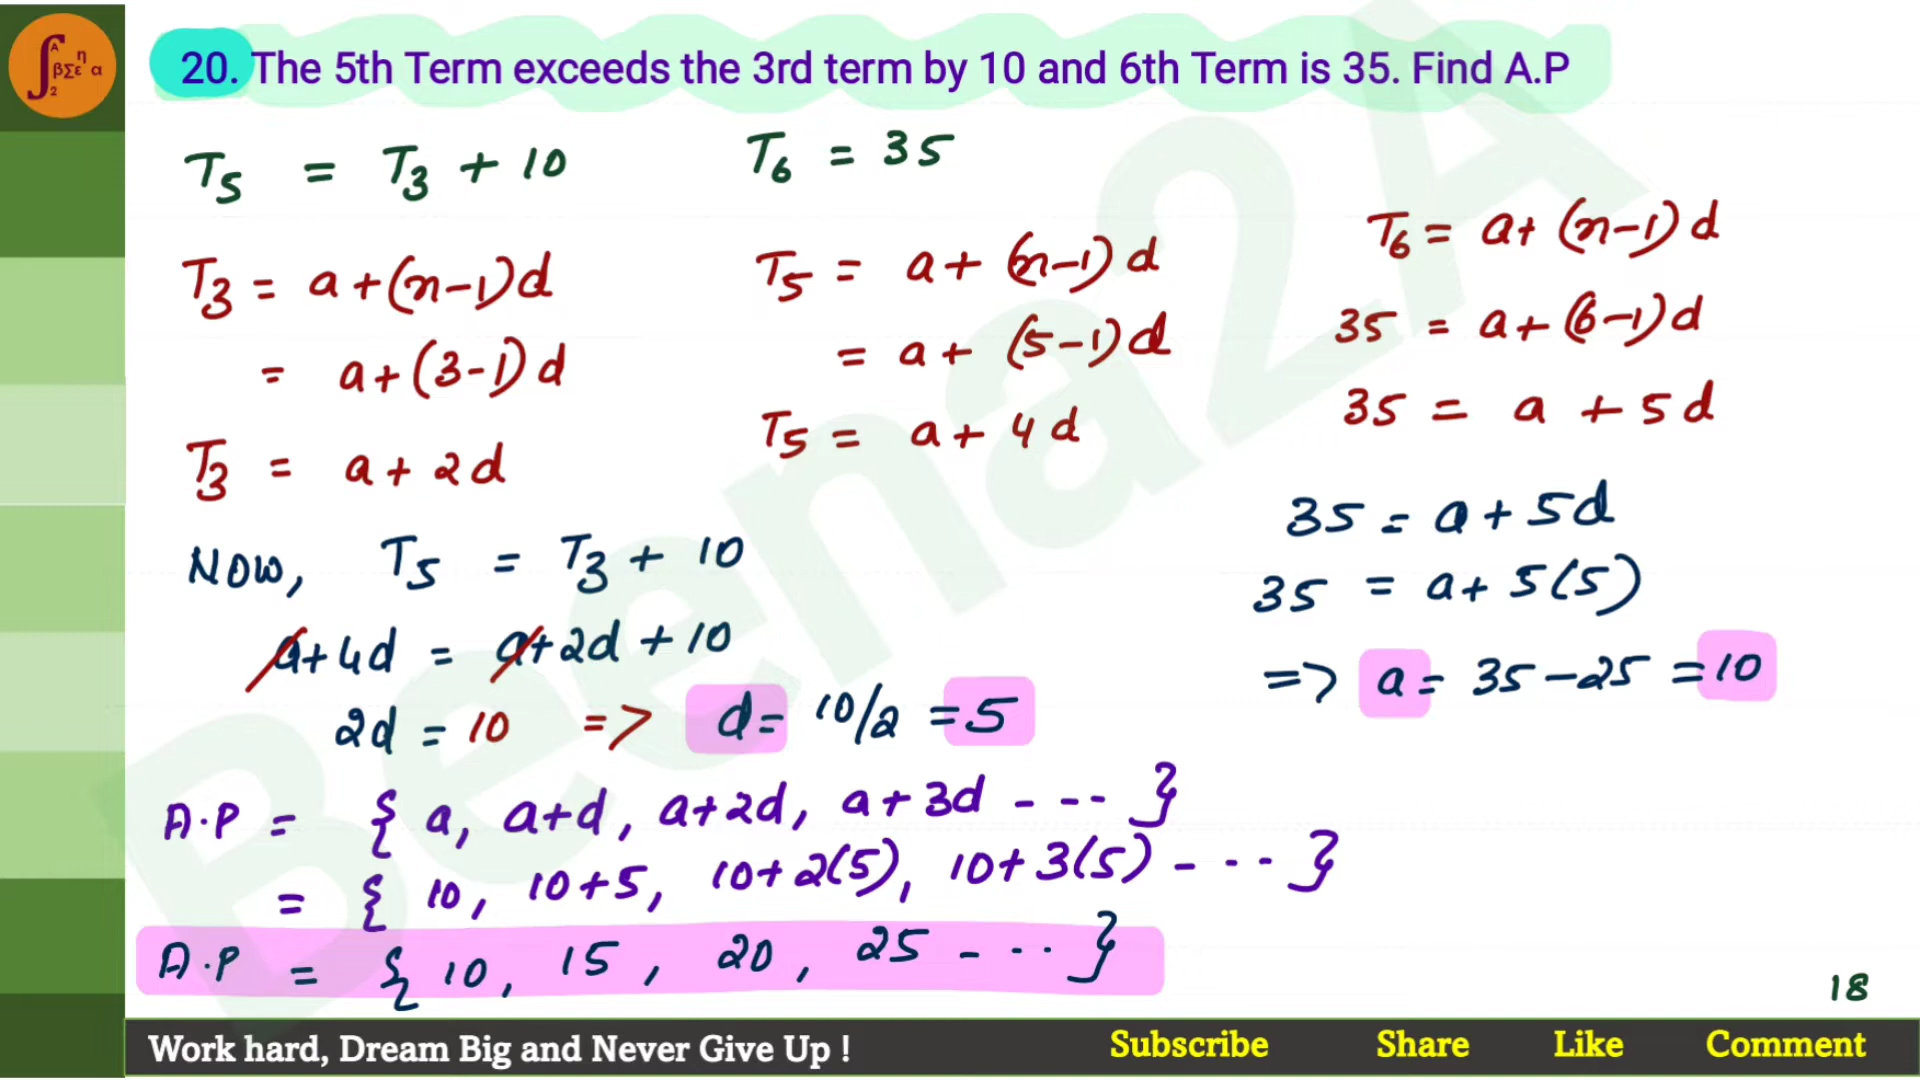 20. The 5th Term exceeds the 3rd term by 10 and 6th Term is 35. Find A.P
T5 = T3 + 10
T6 = 35
T3 = a + (n-1)d
= a + (3-1)d
T3 = a + 2d
T5 = a + (n-1)d
= a + (5-1)d
T5 = a + 4d
T6 = a + (n-1)d
35 = a + (6-1)d
35 = a + 5d
Now, T5 = T3 + 10
a + 4d = a + 2d + 10
2d = 10 => d = 10/2 = 5
35 = a + 5d
35 = a + 5(5)
=> a = 35 - 25 = 10
A.P = { a, a+d, a+2d, a+3d - - - }
= { 10, 10+5, 10+2(5), 10+3(5) - - - - }
A.P = { 10, 15, 20, 25 - - - }
18
Beena2A
Work hard, Dream Big and Never Give Up !
Subscribe Share Like Comment